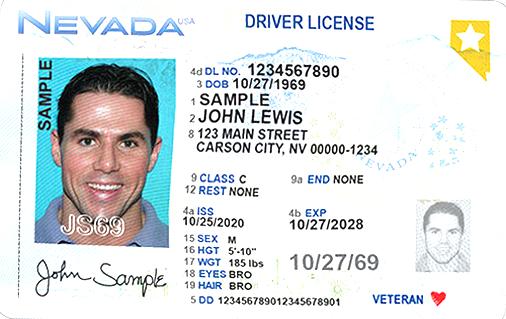 NEVADA USA DRIVER LICENSE
SAMPLE
4d DL NO. 1234567890
3 DOB 10/27/1969
1 SAMPLE
2 JOHN LEWIS
8 123 MAIN STREET
CARSON CITY, NV 00000-1234
NEVADA
9 CLASS C 9a END NONE
12 REST NONE
4a ISS 4b EXP
10/25/2020 10/27/2028
JS69
15 SEX M
16 HGT 5'-10"
17 WGT 185 lbs
10/27/69
18 EYES BRO
19 HAIR BRO
John Sample
5 DD 123456789012345678901
VETERAN